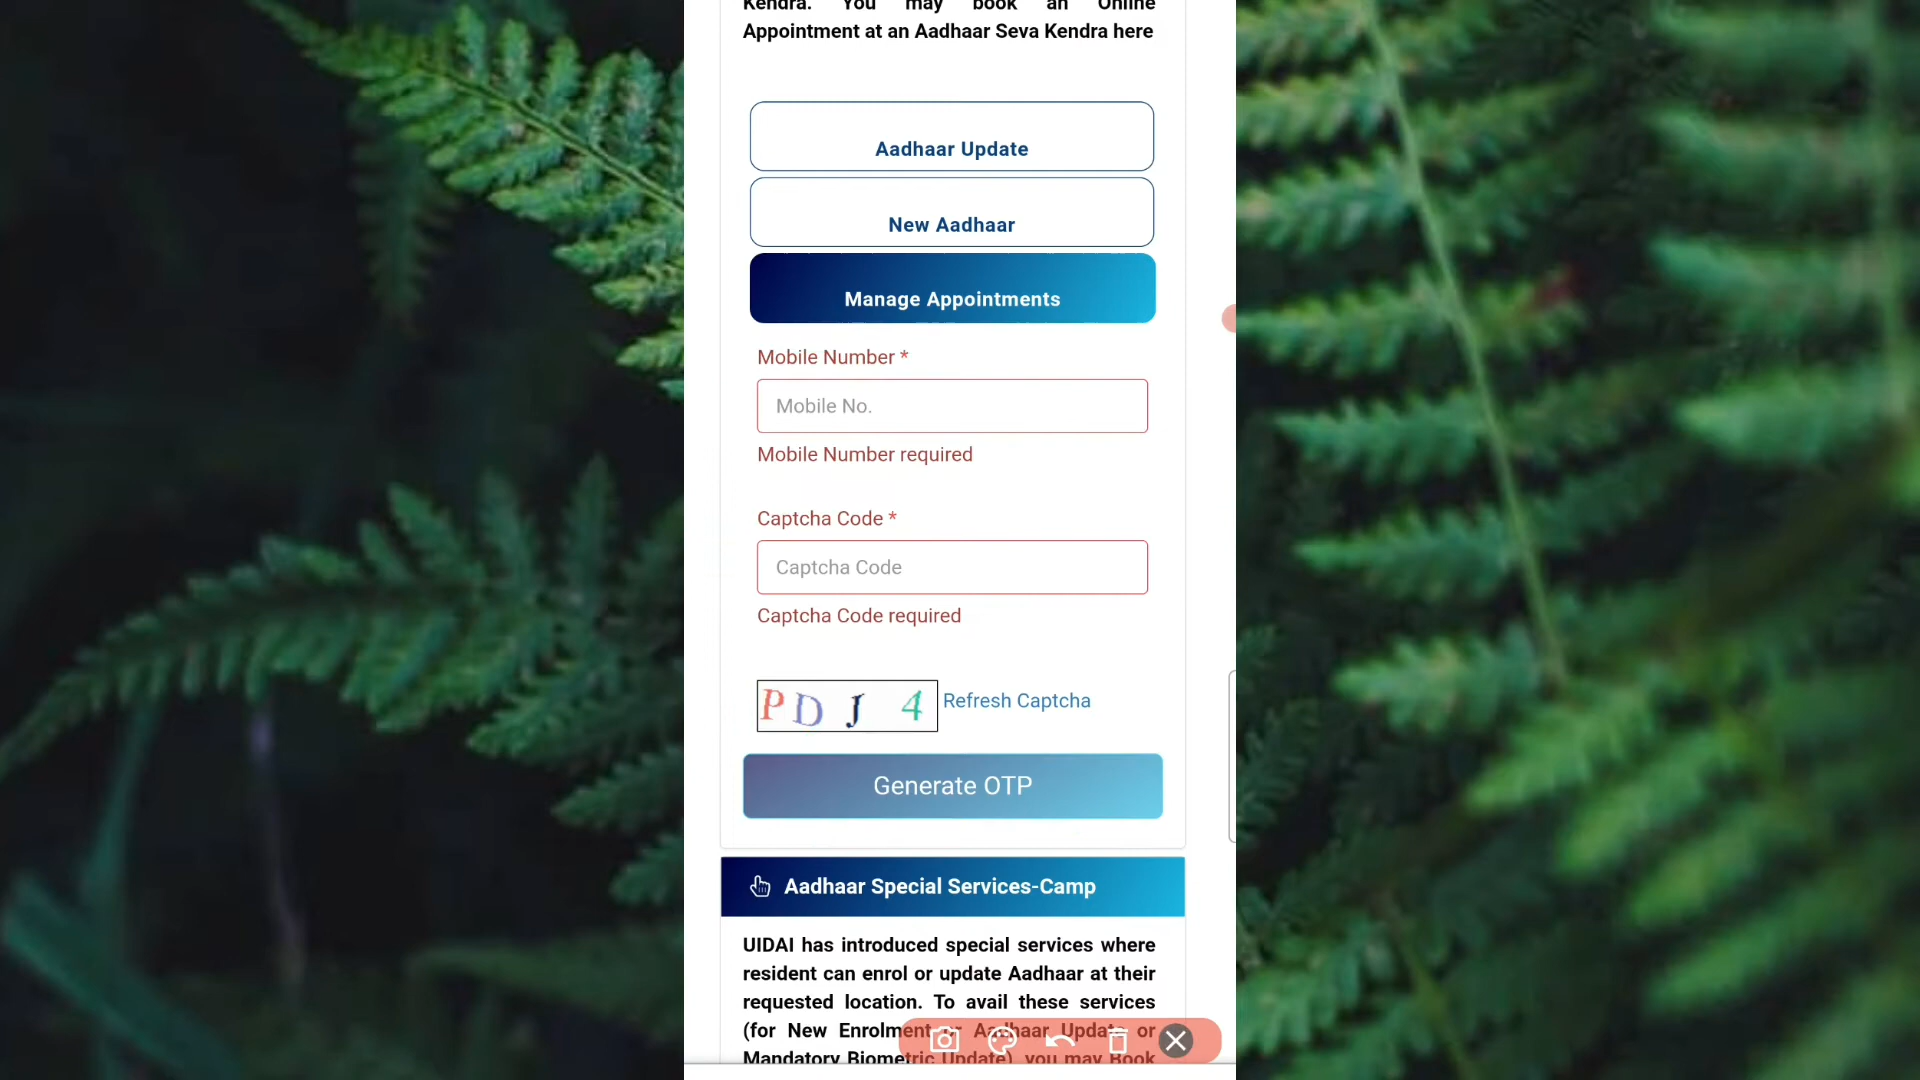 Kendra. You may book an Online
Appointment at an Aadhaar Seva Kendra here
Aadhaar Update
New Aadhaar
Manage Appointments
Mobile Number *
Mobile No.
Mobile Number required
Captcha Code *
Captcha Code
Captcha Code required
PDJ 4 Refresh Captcha
Generate OTP
Aadhaar Special Services-Camp
UIDAI has introduced special services where
resident can enrol or update Aadhaar at their
requested location. To avail these services
(for New Enrolment or Aadhaar Update or
Mandatory Biometric Update), you may Book